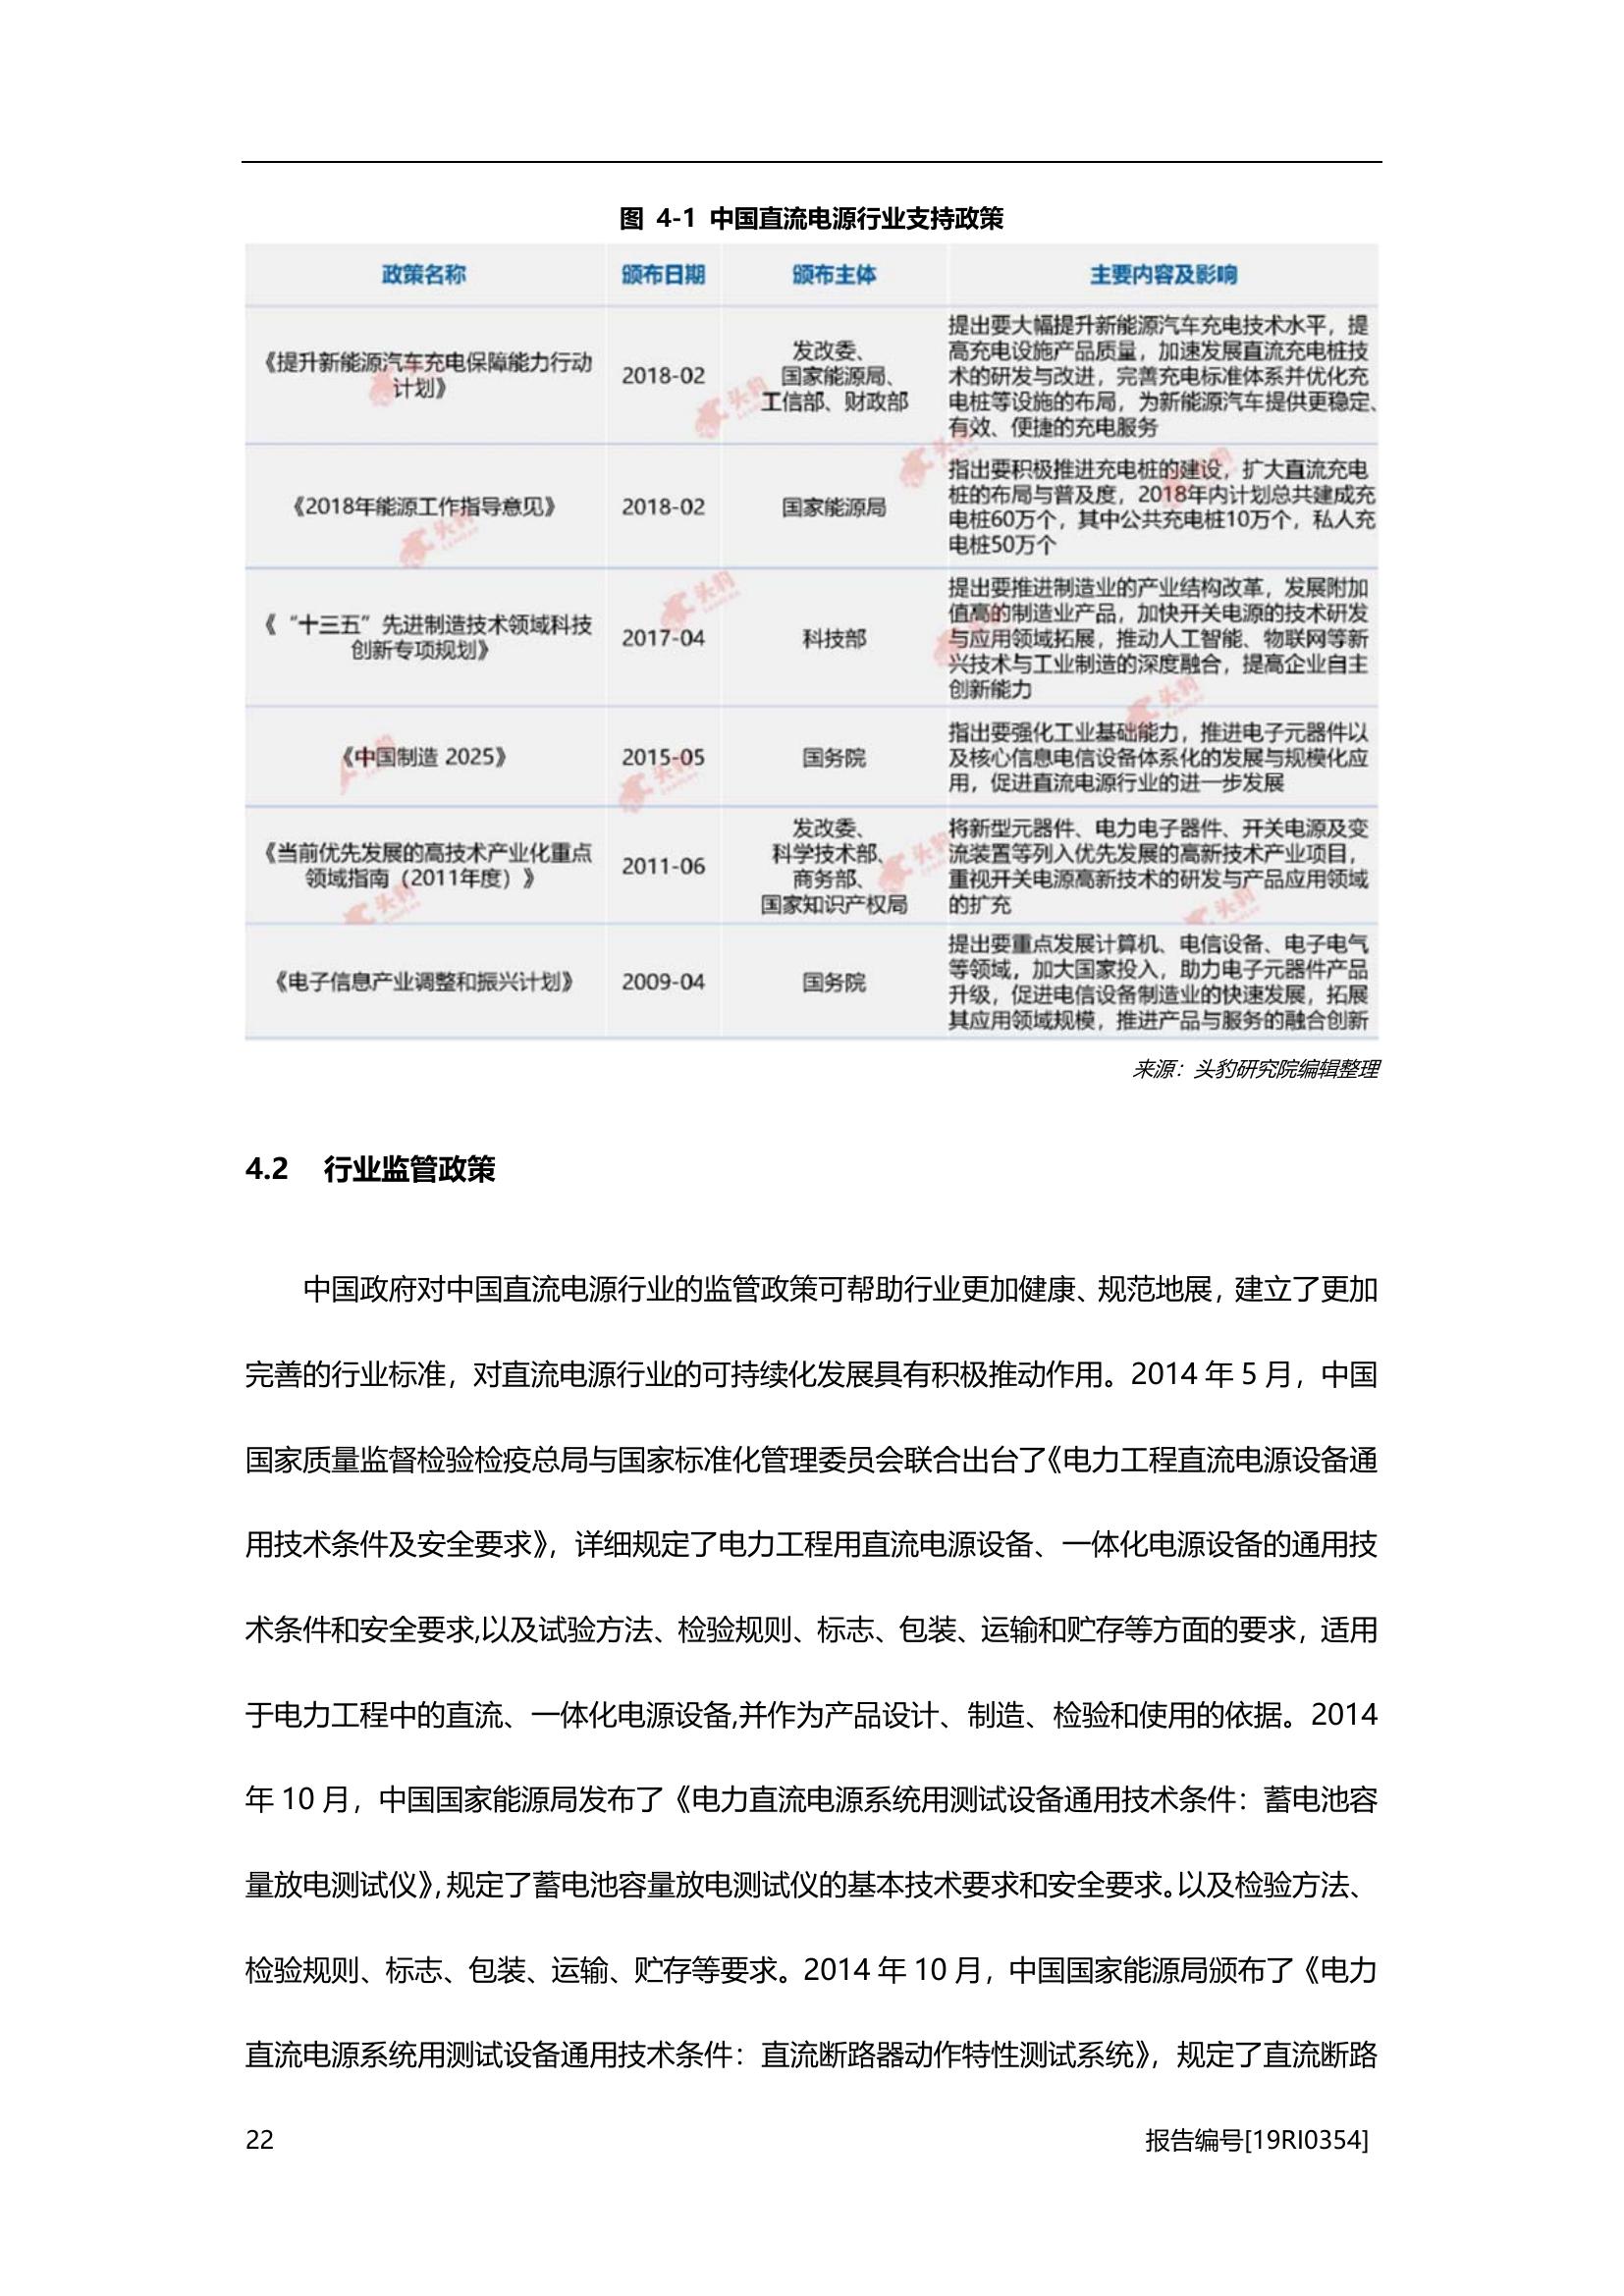 图 4-1 中国直流电源行业支持政策
政策名称 颁布日期 颁布主体 主要内容及影响
《提升新能源汽车充电保障能力行动
计划》
2018-02
发改委、
国家能源局、
工信部、财政部
提出要大幅提升新能源汽车充电技术水平，提
高充电设施产品质量，加速发展直流充电桩技
术的研发与改进，完善充电标准体系并优化充
电桩等设施的布局，为新能源汽车提供更稳定、
有效、便捷的充电服务
《2018年能源工作指导意见》
2018-02
国家能源局
指出要积极推进充电桩的建设，扩大直流充电
桩的布局与普及度，2018年内计划总共建成充
电桩60万个，其中公共充电桩10万个，私人充
电桩50万个
《“十三五”先进制造技术领域科技
创新专项规划》
2017-04
科技部
提出要推进制造业的产业结构改革，发展附加
值高的制造业产品，加快开关电源的技术研发
与应用领域拓展，推动人工智能、物联网等新
兴技术与工业制造的深度融合，提高企业自主
创新能力
《中国制造 2025》
2015-05
国务院
指出要强化工业基础能力，推进电子元器件以
及核心信息电信设备体系化的发展与规模化应
用，促进直流电源行业的进一步发展
《当前优先发展的高技术产业化重点
领域指南（2011年度）》
2011-06
发改委、
科学技术部、
商务部、
国家知识产权局
将新型元器件、电力电子器件、开关电源及变
流装置等列入优先发展的高新技术产业项目，
重视开关电源高新技术的研发与产品应用领域
的扩充
《电子信息产业调整和振兴计划》
2009-04
国务院
提出要重点发展计算机、电信设备、电子电气
等领域，加大国家投入，助力电子元器件产品
升级，促进电信设备制造业的快速发展，拓展
其应用领域规模，推进产品与服务的融合创新
来源：头豹研究院编辑整理
4.2 行业监管政策
中国政府对中国直流电源行业的监管政策可帮助行业更加健康、规范地展，建立了更加
完善的行业标准，对直流电源行业的可持续化发展具有积极推动作用。2014 年 5 月，中国
国家质量监督检验检疫总局与国家标准化管理委员会联合出台了《电力工程直流电源设备通
用技术条件及安全要求》，详细规定了电力工程用直流电源设备、一体化电源设备的通用技
术条件和安全要求,以及试验方法、检验规则、标志、包装、运输和贮存等方面的要求，适用
于电力工程中的直流、一体化电源设备,并作为产品设计、制造、检验和使用的依据。2014
年 10 月，中国国家能源局发布了《电力直流电源系统用测试设备通用技术条件：蓄电池容
量放电测试仪》，规定了蓄电池容量放电测试仪的基本技术要求和安全要求。以及检验方法、
检验规则、标志、包装、运输、贮存等要求。2014 年 10 月，中国国家能源局颁布了《电力
直流电源系统用测试设备通用技术条件：直流断路器动作特性测试系统》，规定了直流断路
22 报告编号[19RI0354]